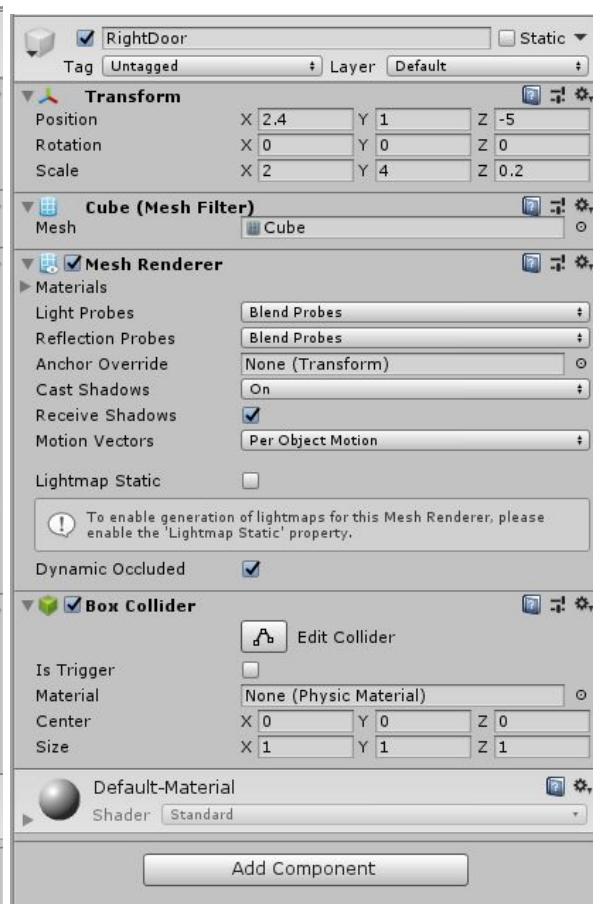 RightDoor Static
Tag Untagged Layer Default
Transform
Position X 2.4 Y 1 Z -5
Rotation X 0 Y 0 Z 0
Scale X 2 Y 4 Z 0.2
Cube (Mesh Filter)
Mesh Cube
Mesh Renderer
Materials
Light Probes Blend Probes
Reflection Probes Blend Probes
Anchor Override None (Transform)
Cast Shadows On
Receive Shadows
Motion Vectors Per Object Motion
Lightmap Static
To enable generation of lightmaps for this Mesh Renderer, please
enable the 'Lightmap Static' property.
Dynamic Occluded
Box Collider
Edit Collider
Is Trigger
Material None (Physic Material)
Center X 0 Y 0 Z 0
Size X 1 Y 1 Z 1
Default-Material
Shader Standard
Add Component